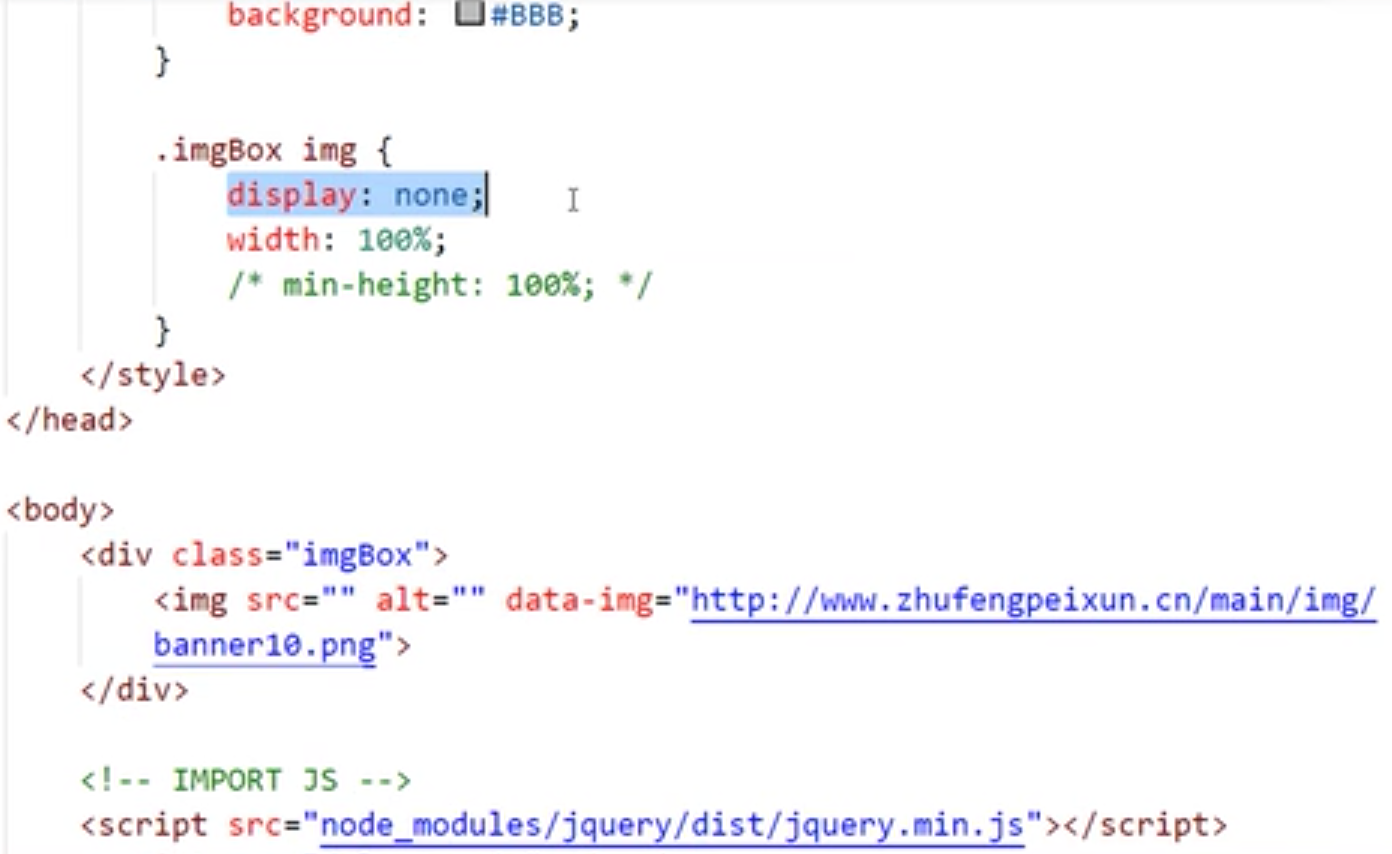 background: #BBB;
}
.imgBox img {
display: none;
width: 100%;
/* min-height: 100%; */
}
</style>
</head>
<body>
<div class="imgBox">
<img src="" alt="" data-img="http://www.zhufengpeixun.cn/main/img/
banner10.png">
</div>
<!-- IMPORT JS -->
<script src="node_modules/jquery/dist/jquery.min.js"></script>